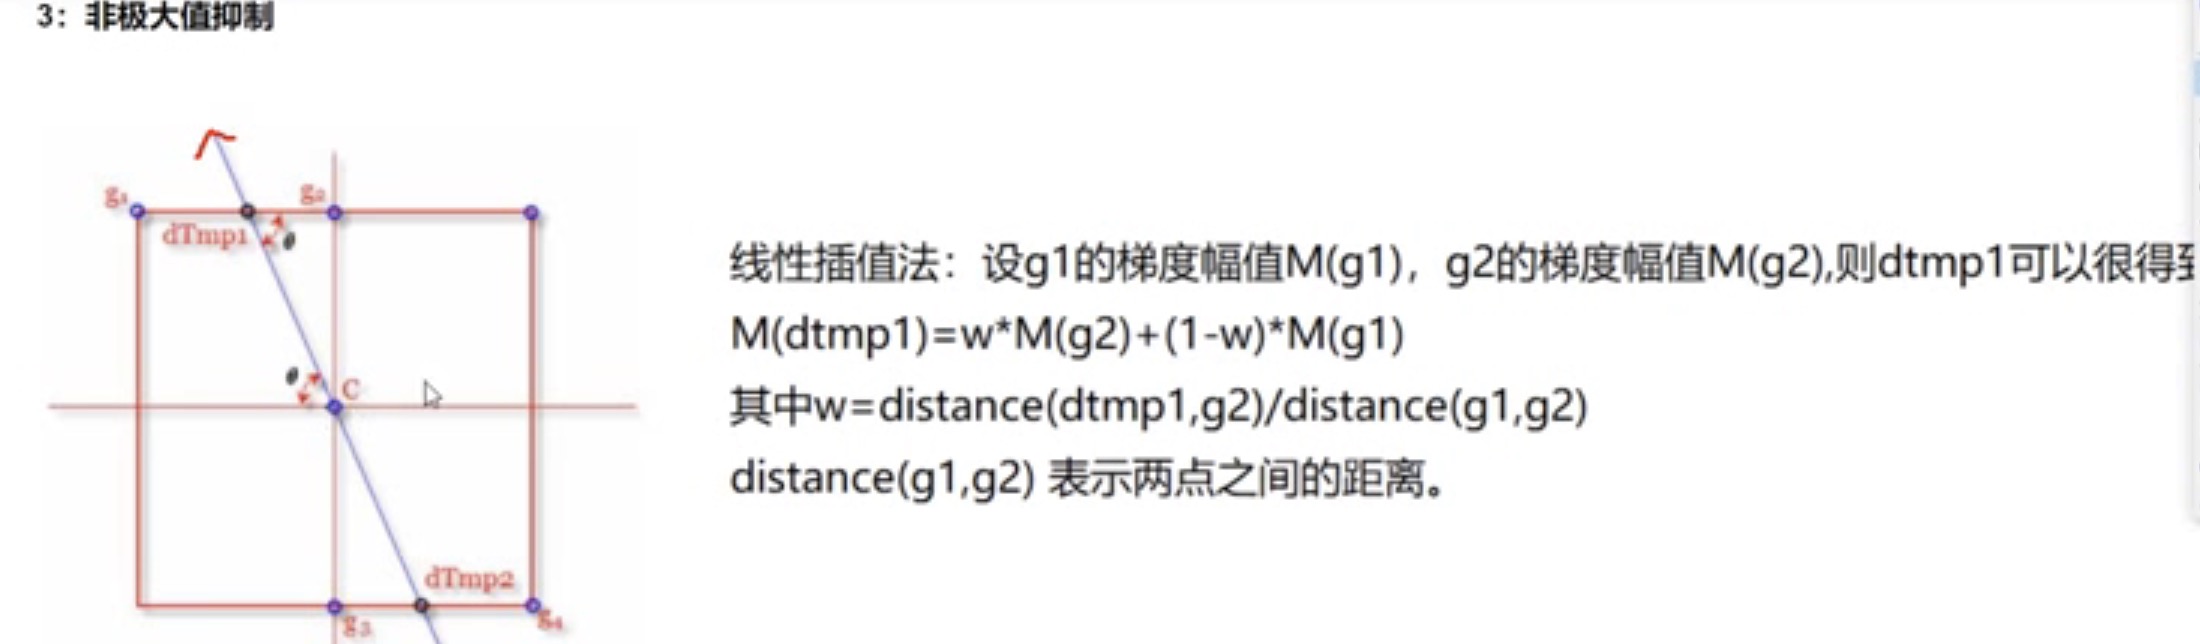 3：非极大值抑制
g1
g2
dTmp1
θ
θ
C
dTmp2
g3
g4
线性插值法：设g1的梯度幅值M(g1)，g2的梯度幅值M(g2),则dtmp1可以很得到
M(dtmp1)=w*M(g2)+(1-w)*M(g1)
其中w=distance(dtmp1,g2)/distance(g1,g2)
distance(g1,g2) 表示两点之间的距离。